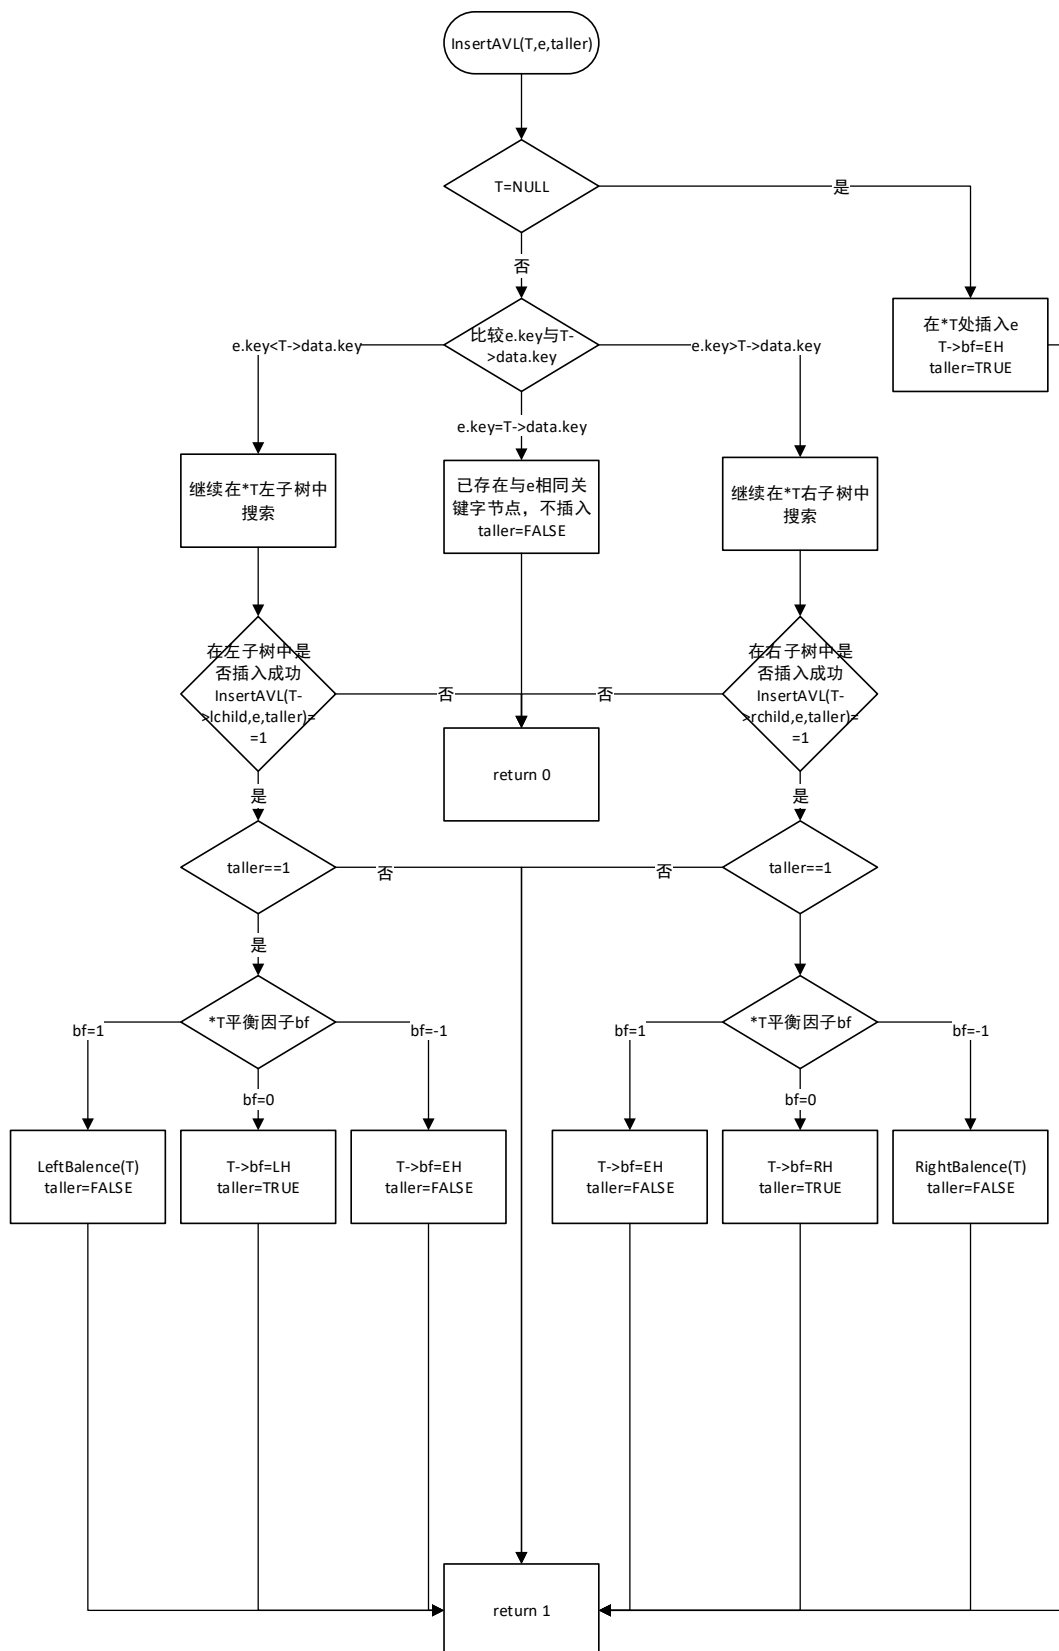 InsertAVL(T,e,taller)
T=NULL
是
否
在*T处插入e
T->bf=EH
taller=TRUE
比较e.key与T-
>data.key
e.key<T->data.key
e.key>T->data.key
e.key=T->data.key
继续在*T左子树中
搜索
已存在与e相同关
键字节点，不插入
taller=FALSE
继续在*T右子树中
搜索
在左子树中是
否插入成功
InsertAVL(T-
>lchild,e,taller)=
=1
否
否
在右子树中是
否插入成功
InsertAVL(T-
>rchild,e,taller)=
=1
return 0
是
是
taller==1
否
否
taller==1
是
*T平衡因子bf
*T平衡因子bf
bf=1
bf=-1
bf=1
bf=-1
bf=0
bf=0
LeftBalence(T)
taller=FALSE
T->bf=LH
taller=TRUE
T->bf=EH
taller=FALSE
T->bf=EH
taller=FALSE
T->bf=RH
taller=TRUE
RightBalence(T)
taller=FALSE
return 1